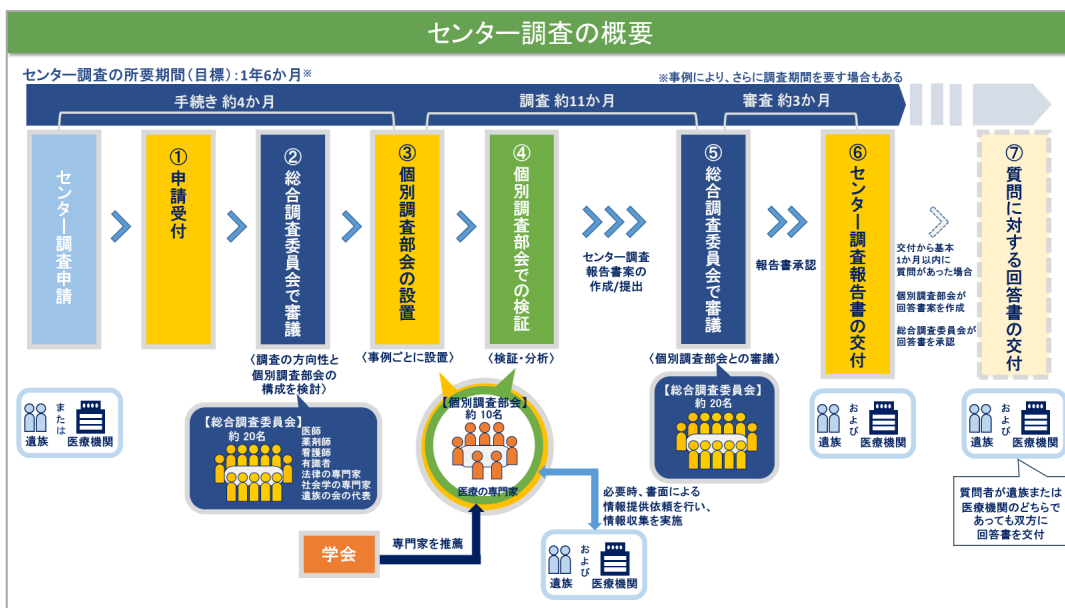 センター調査の概要
センター調査の所要期間(目標):1年6か月※
※事例により、さらに調査期間を要す場合もある
手続き 約4か月
調査 約11か月
審査 約3か月
センター調査申請
①申請受付
②総合調査委員会で審議
③個別調査部会の設置
④個別調査部会での検証
センター調査
報告書案の
作成/提出
⑤総合調査委員会で審議
報告書承認
⑥センター調査報告書の交付
交付から基本
1か月以内に
質問があった場合
個別調査部会が
回答書案を作成
総合調査委員会が
回答書を承認
⑦質問に対する回答書の交付
〈調査の方向性と
個別調査部会の
構成を検討〉
〈事例ごとに設置〉
〈検証・分析〉
〈個別調査部会との審議〉
遺族
または
医療機関
【総合調査委員会】
約20名
医師
薬剤師
看護師
有識者
法律の専門家
社会学の専門家
遺族の会の代表
【個別調査部会】
約10名
医療の専門家
【総合調査委員会】
約20名
遺族
および
医療機関
遺族
および
医療機関
学会
専門家を推薦
必要時、書面による
情報提供依頼を行い、
情報収集を実施
遺族
および
医療機関
質問者が遺族または
医療機関のどちらで
あっても双方に
回答書を交付